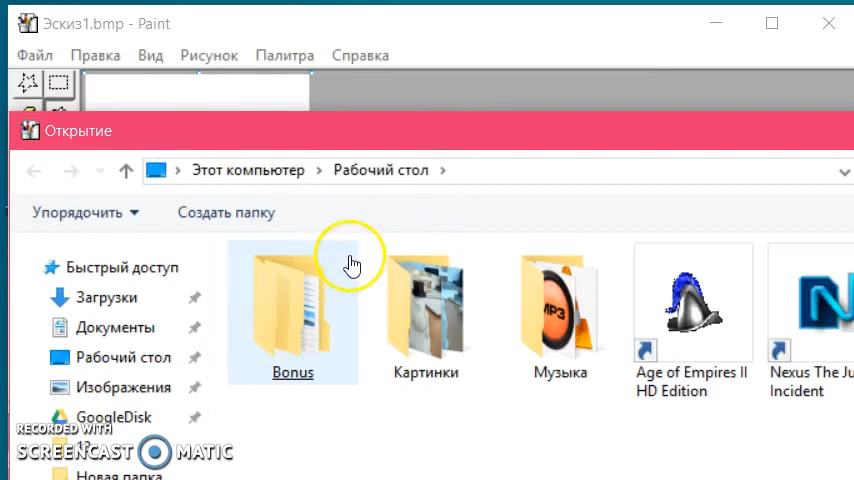 Эскиз1.bmp - Paint
Файл Правка Вид Рисунок Палитра Справка
Открытие
Этот компьютер Рабочий стол
Упорядочить Создать папку
Быстрый доступ
Загрузки
Документы
Рабочий стол
Изображения
GoogleDisk
Новая папка
Bonus
Картинки
MP3
Музыка
Age of Empires II
HD Edition
Nexus The Ju
Incident
RECORDED WITH
SCREENCAST MATIC